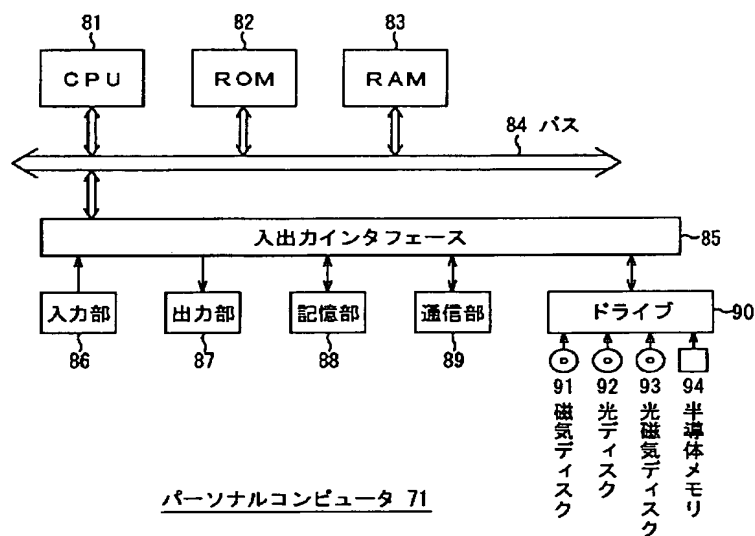 81
82
83
CPU
ROM
RAM
84 バス
入出力インタフェース
85
入力部
出力部
記憶部
通信部
ドライブ
90
86
87
88
89
91
92
93
94
磁気ディスク
光ディスク
光磁気ディスク
半導体メモリ
パーソナルコンピュータ 71